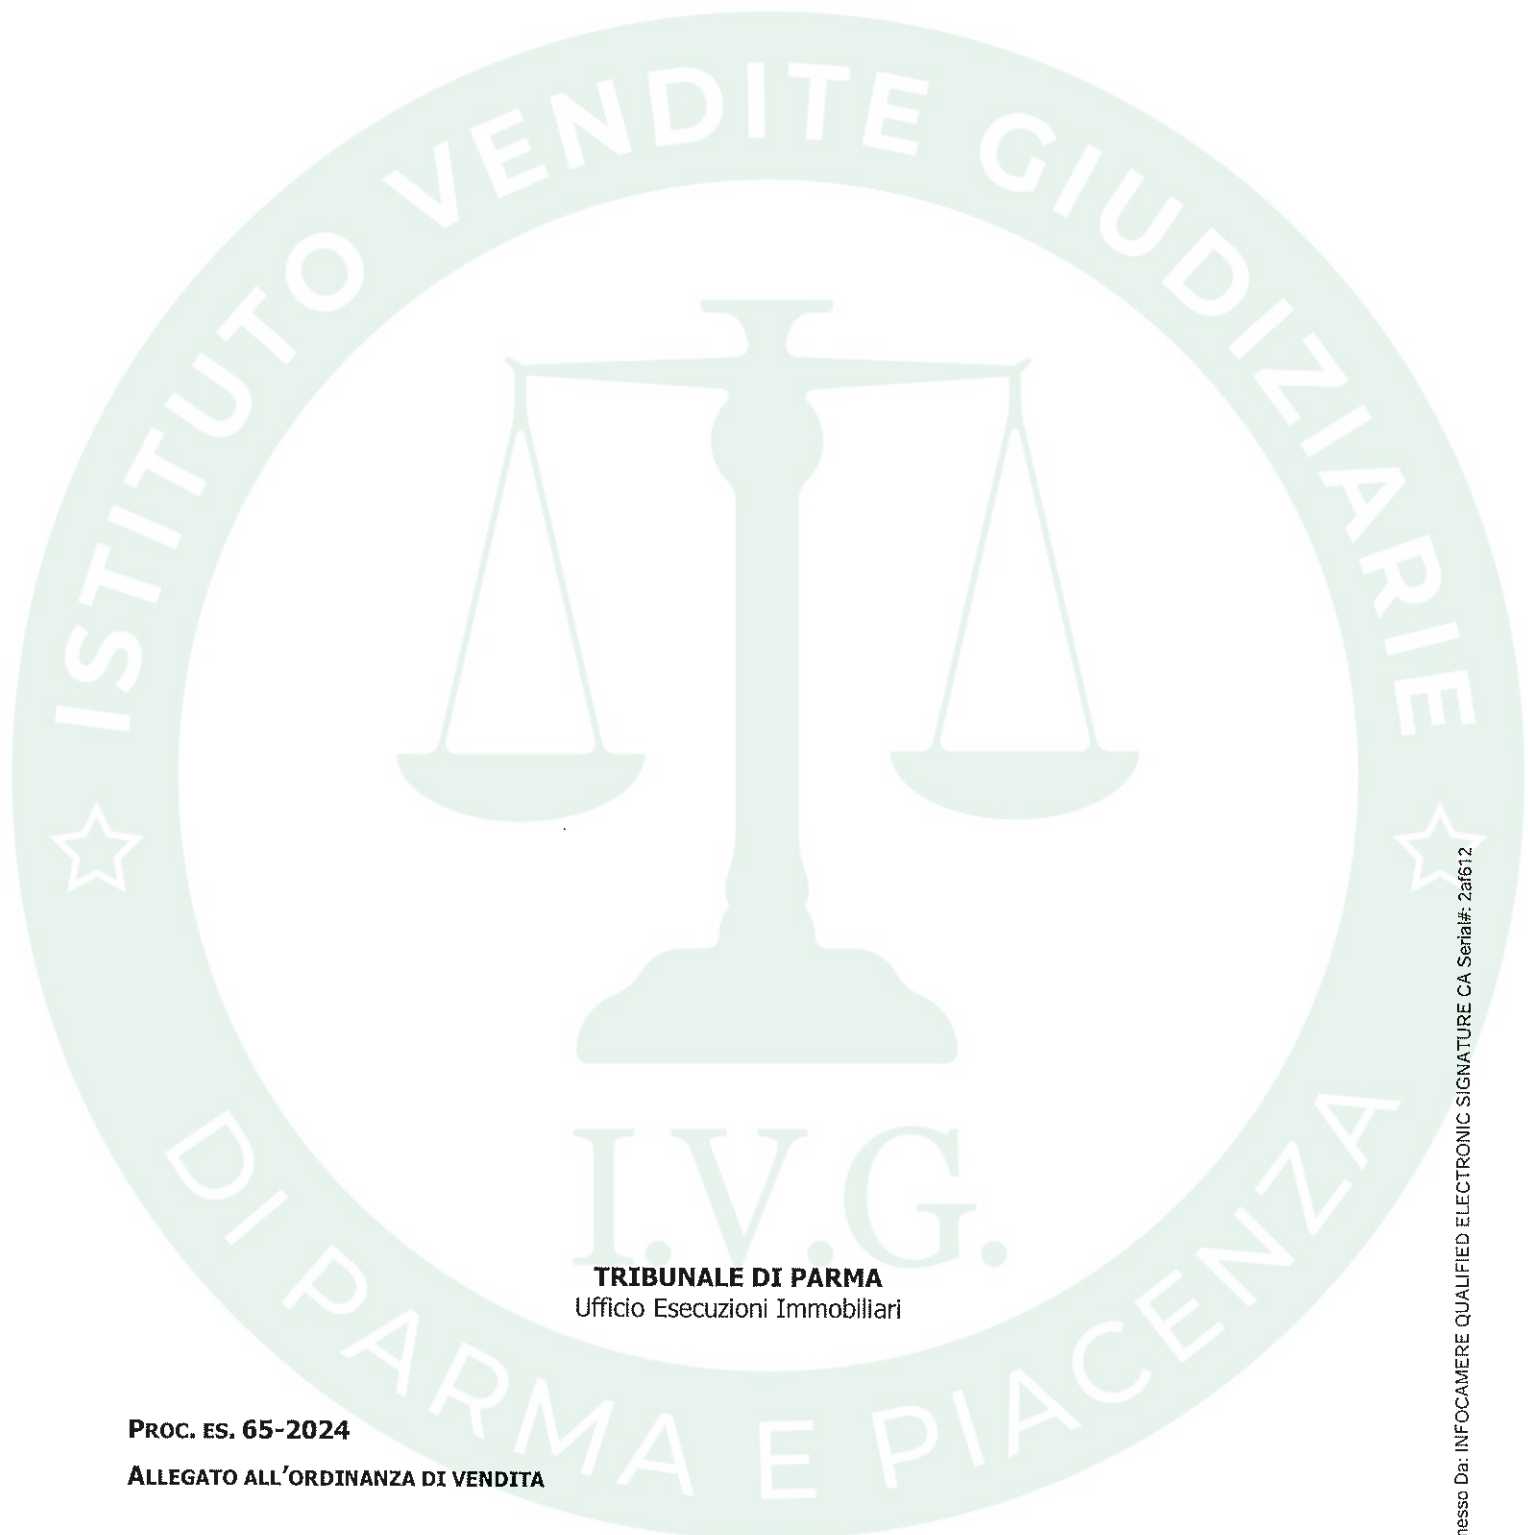 ISTITUTO VENDITE GIUDIZIARIE
I.V.G.
DI PARMA E PIACENZA
TRIBUNALE DI PARMA
Ufficio Esecuzioni Immobiliari
PROC. ES. 65-2024
ALLEGATO ALL'ORDINANZA DI VENDITA
Da: INFOCAMERE QUALIFIED ELECTRONIC SIGNATURE CA Serial#: 2af612